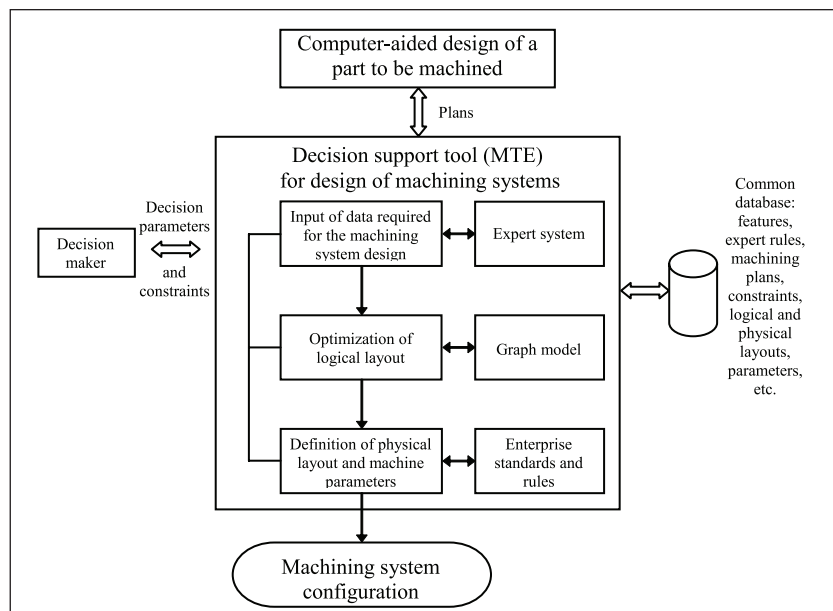 Computer-aided design of a
part to be machined
Plans
Decision support tool (MTE)
for design of machining systems
Decision
parameters
and
constraints
Decision
maker
Input of data required
for the machining
system design
Expert system
Optimization of
logical layout
Graph model
Definition of physical
layout and machine
parameters
Enterprise
standards and
rules
Common
database:
features,
expert rules,
machining
plans,
constraints,
logical and
physical
layouts,
parameters,
etc.
Machining system
configuration